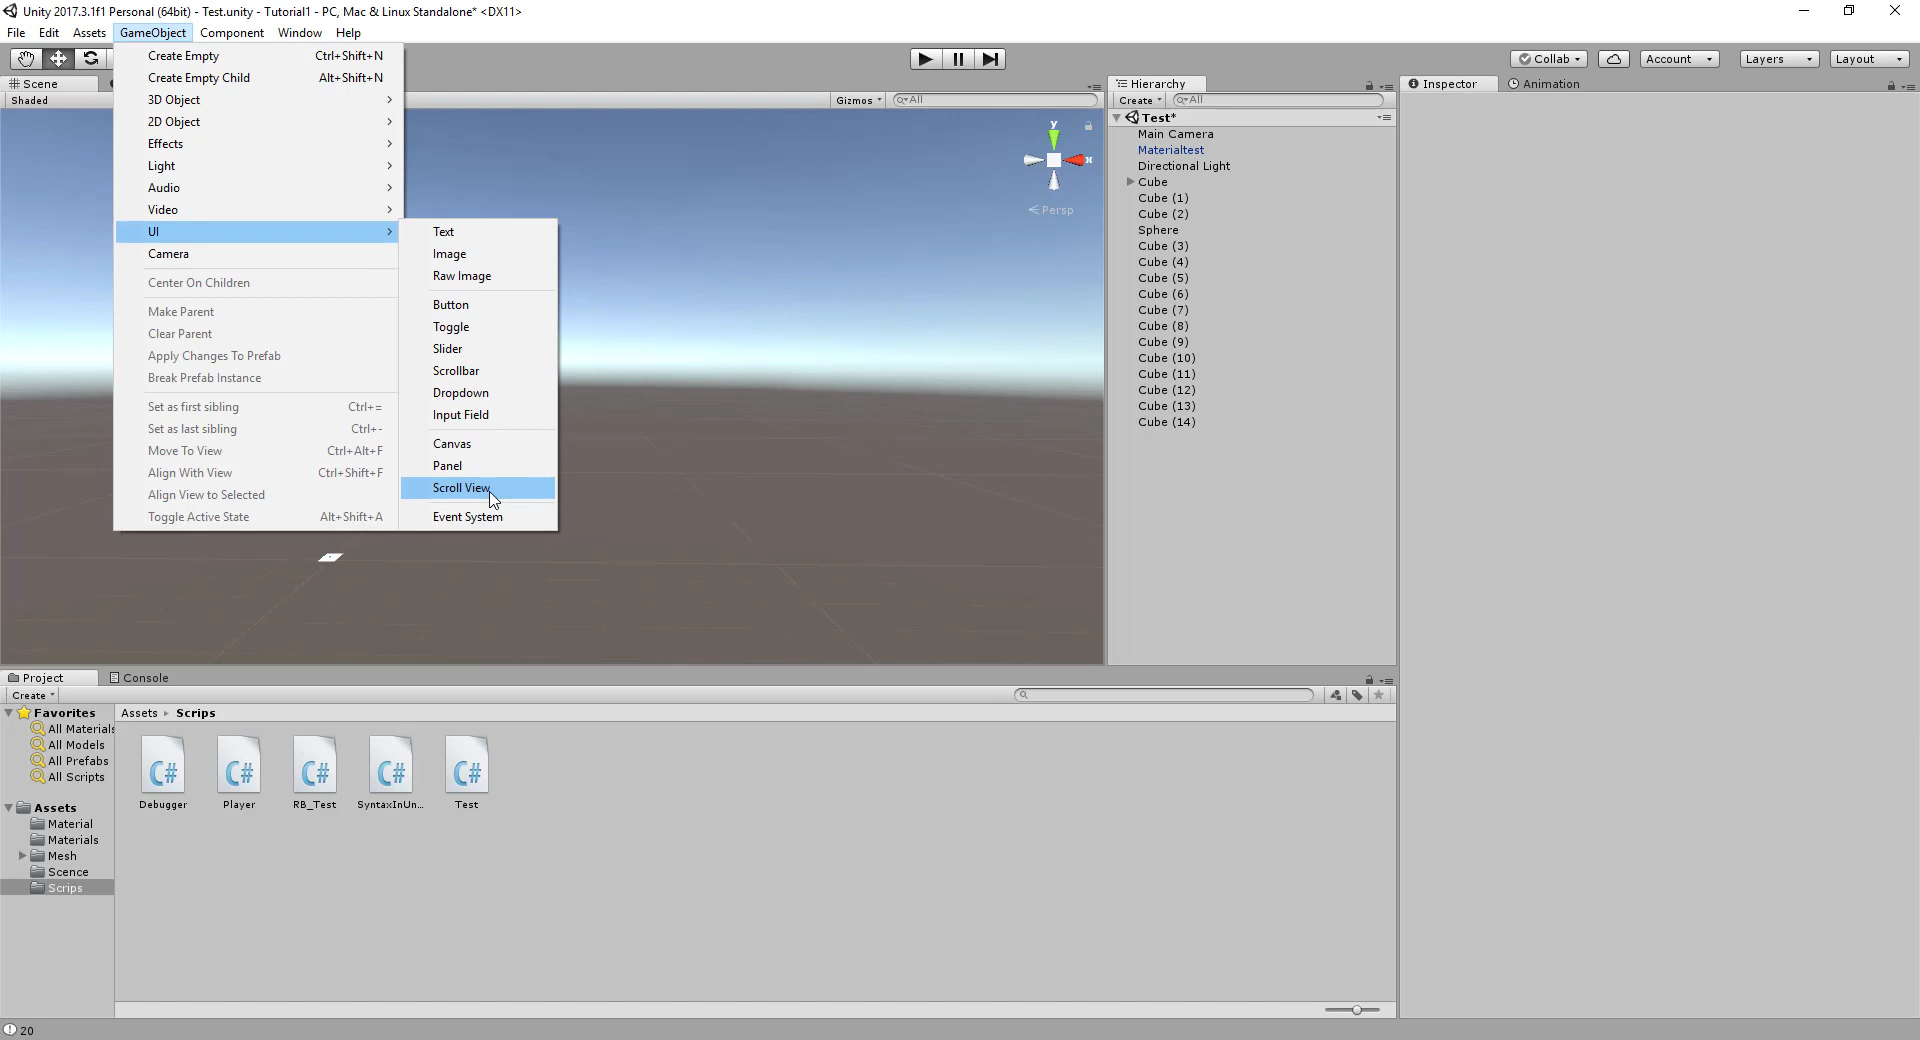 Unity 2017.3.1f1 Personal (64bit) - Test.unity - Tutorial1 - PC, Mac & Linux Standalone* <DX11>
File Edit Assets GameObject Component Window Help
Collab Account Layers Layout
Scene
Shaded
Gizmos All
Create Empty Ctrl+Shift+N
Create Empty Child Alt+Shift+N
3D Object
2D Object
Effects
Light
Audio
Video
UI
Camera
Center On Children
Make Parent
Clear Parent
Apply Changes To Prefab
Break Prefab Instance
Set as first sibling Ctrl+=
Set as last sibling Ctrl+-
Move To View Ctrl+Alt+F
Align With View Ctrl+Shift+F
Align View to Selected
Toggle Active State Alt+Shift+A
Text
Image
Raw Image
Button
Toggle
Slider
Scrollbar
Dropdown
Input Field
Canvas
Panel
Scroll View
Event System
y
x
Persp
Hierarchy
Create All
Test*
Main Camera
Materialtest
Directional Light
Cube
Cube (1)
Cube (2)
Sphere
Cube (3)
Cube (4)
Cube (5)
Cube (6)
Cube (7)
Cube (8)
Cube (9)
Cube (10)
Cube (11)
Cube (12)
Cube (13)
Cube (14)
Inspector Animation
Project Console
Create
Favorites
All Materials
All Models
All Prefabs
All Scripts
Assets
Material
Materials
Mesh
Scence
Scrips
Assets Scrips
C# C# C# C# C#
Debugger Player RB_Test SyntaxInUn... Test
20